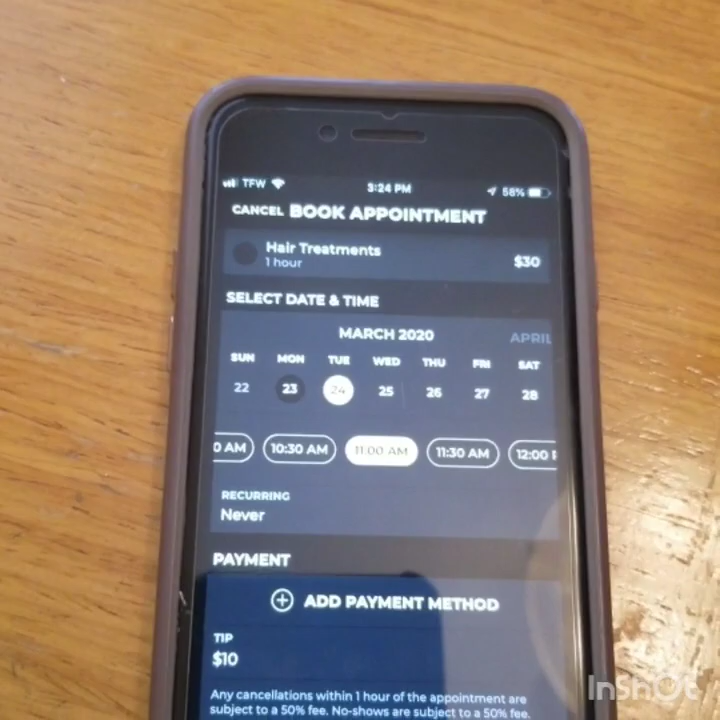 TFW 3:24 PM 58%
CANCEL BOOK APPOINTMENT
Hair Treatments
1 hour
$30
SELECT DATE & TIME
MARCH 2020 APRIL
SUN MON TUE WED THU FRI SAT
22 23 24 25 26 27 28
0 AM 10:30 AM 11:00 AM 11:30 AM 12:00 P
RECURRING
Never
PAYMENT
ADD PAYMENT METHOD
TIP
$10
Any cancellations within 1 hour of the appointment are
subject to a 50% fee. No-shows are subject to a 50% fee.
InShOt